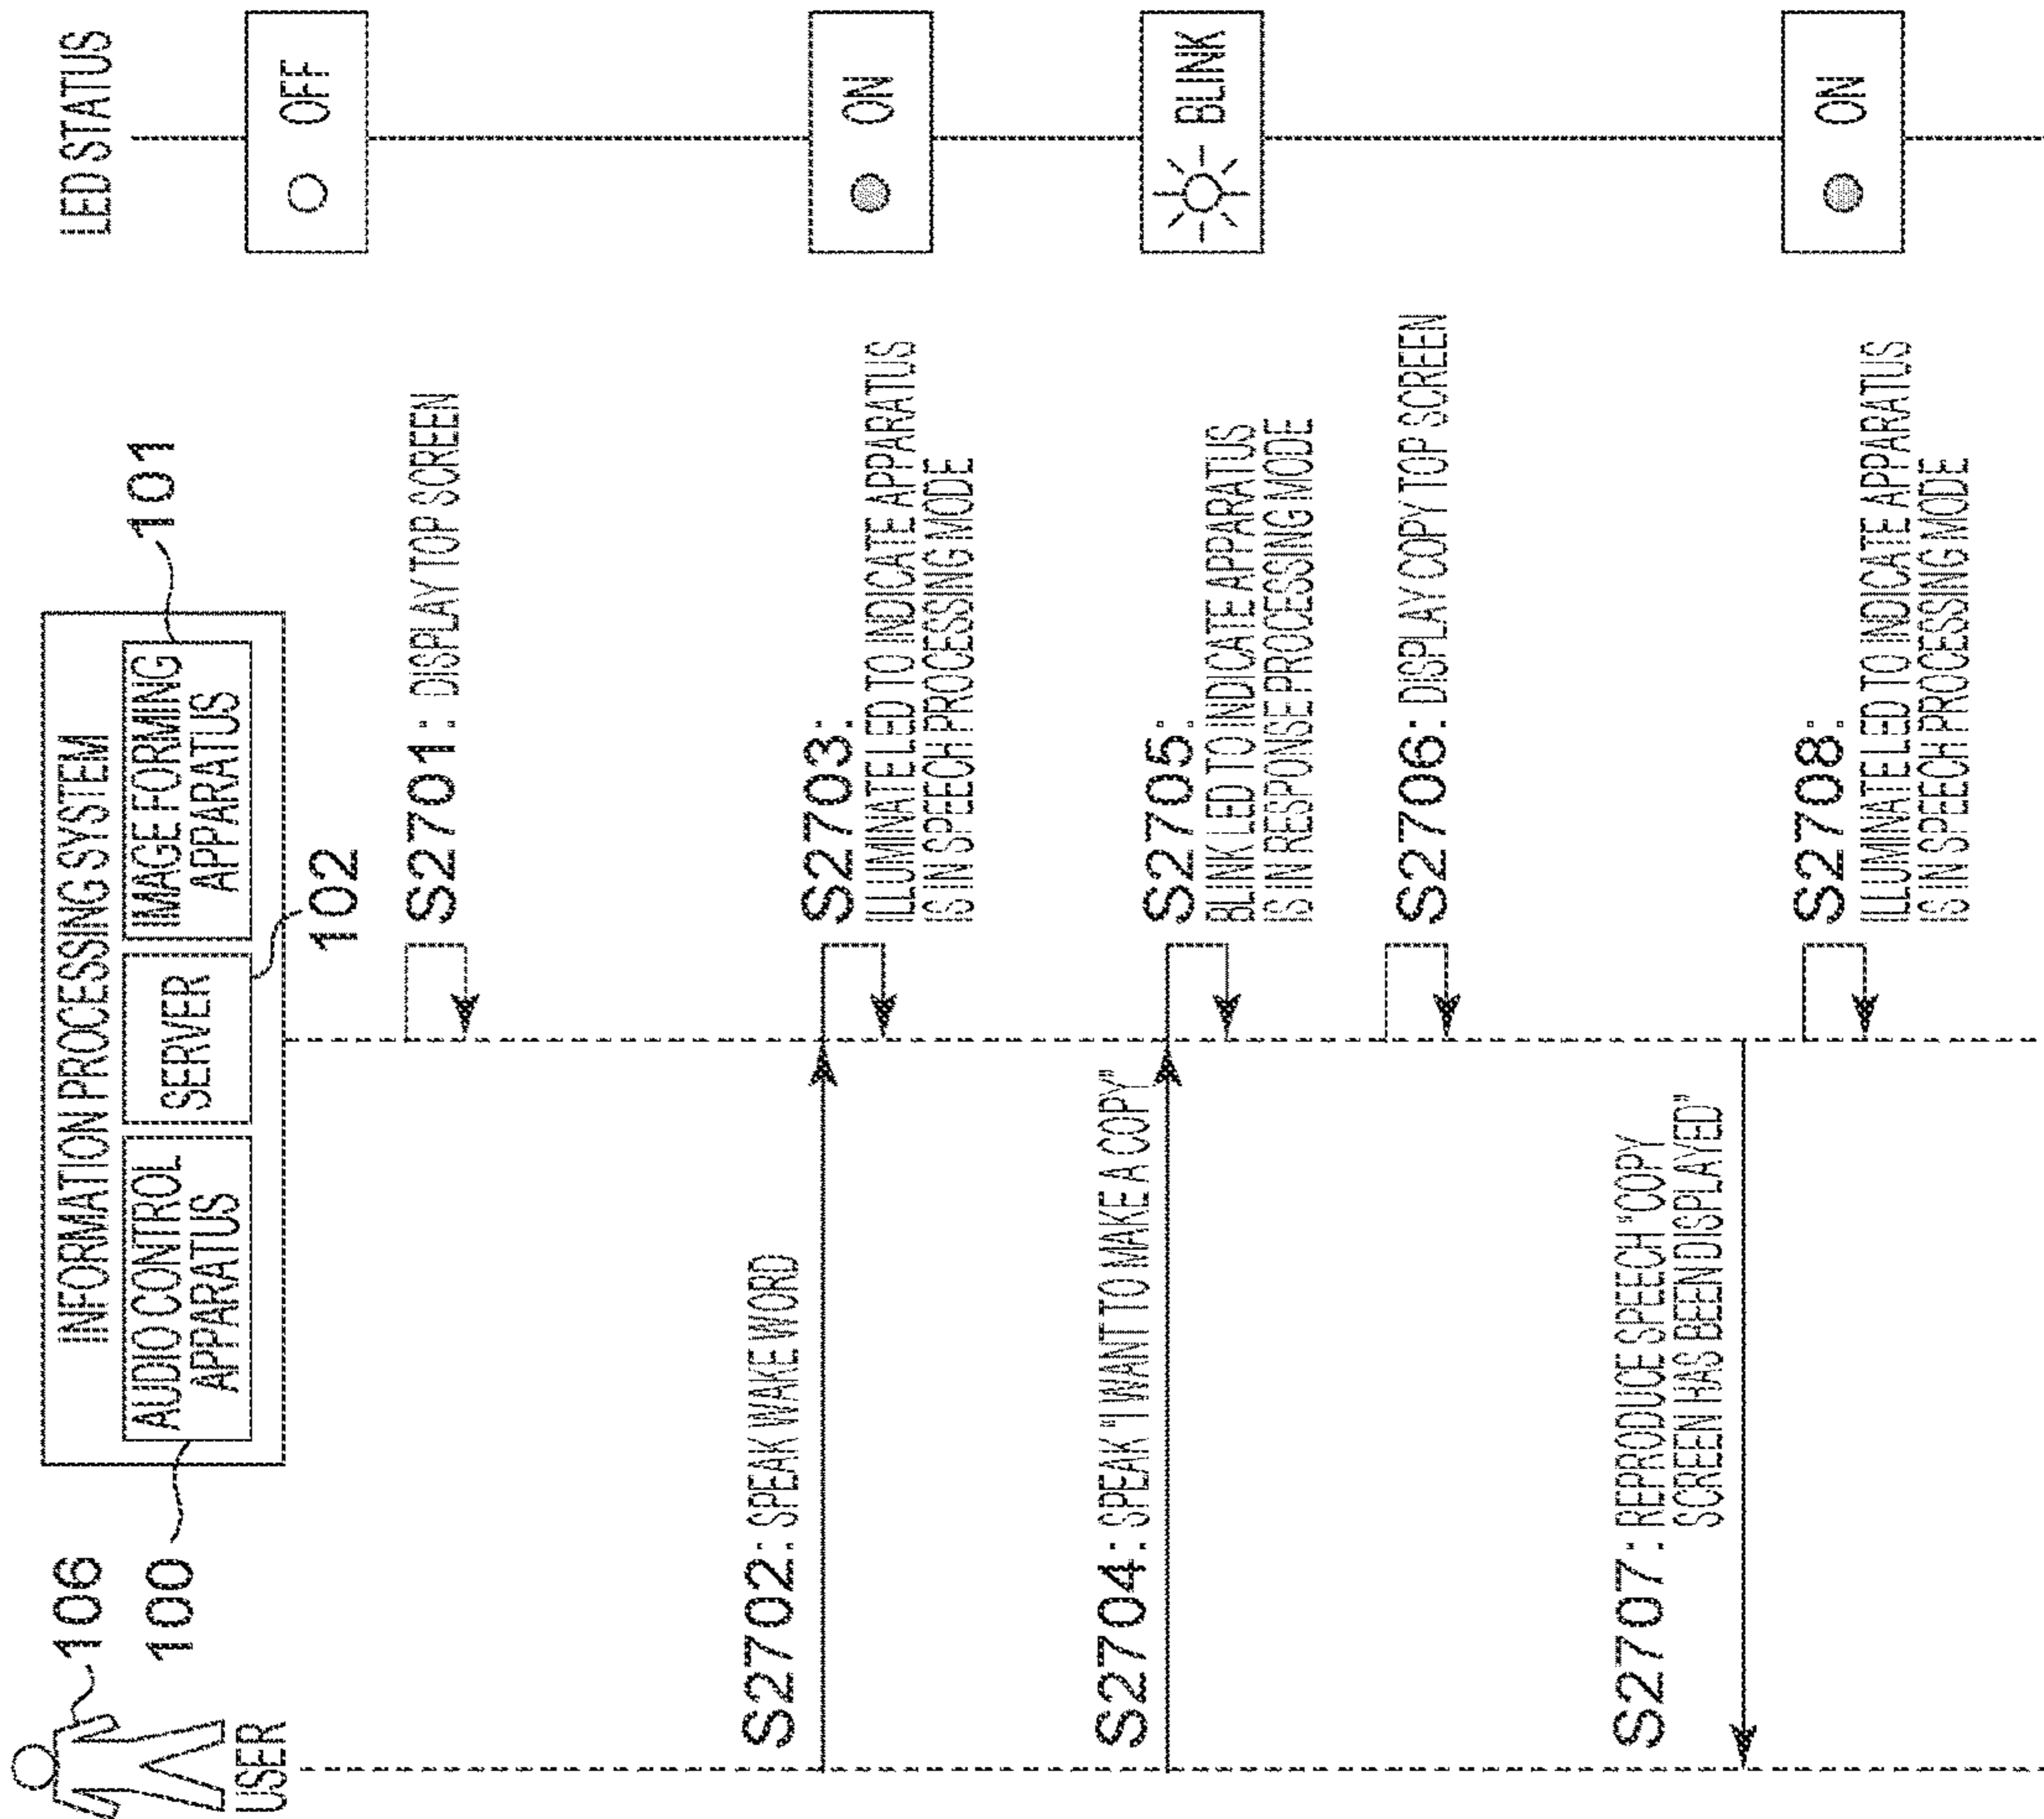 106
USER
100
INFORMATION PROCESSING SYSTEM
AUDIO CONTROL
APPARATUS
SERVER
IMAGE FORMING
APPARATUS
101
102
LED STATUS
OFF
S2701: DISPLAY TOP SCREEN
S2702: SPEAK WAKE WORD
S2703:
ILLUMINATE LED TO INDICATE APPARATUS
IS IN SPEECH PROCESSING MODE
ON
S2704: SPEAK "I WANT TO MAKE A COPY"
S2705:
BLINK LED TO INDICATE APPARATUS
IS IN RESPONSE PROCESSING MODE
BLINK
S2706: DISPLAY COPY TOP SCREEN
S2707: REPRODUCE SPEECH "COPY
SCREEN HAS BEEN DISPLAYED"
S2708:
ILLUMINATE LED TO INDICATE APPARATUS
IS IN SPEECH PROCESSING MODE
ON